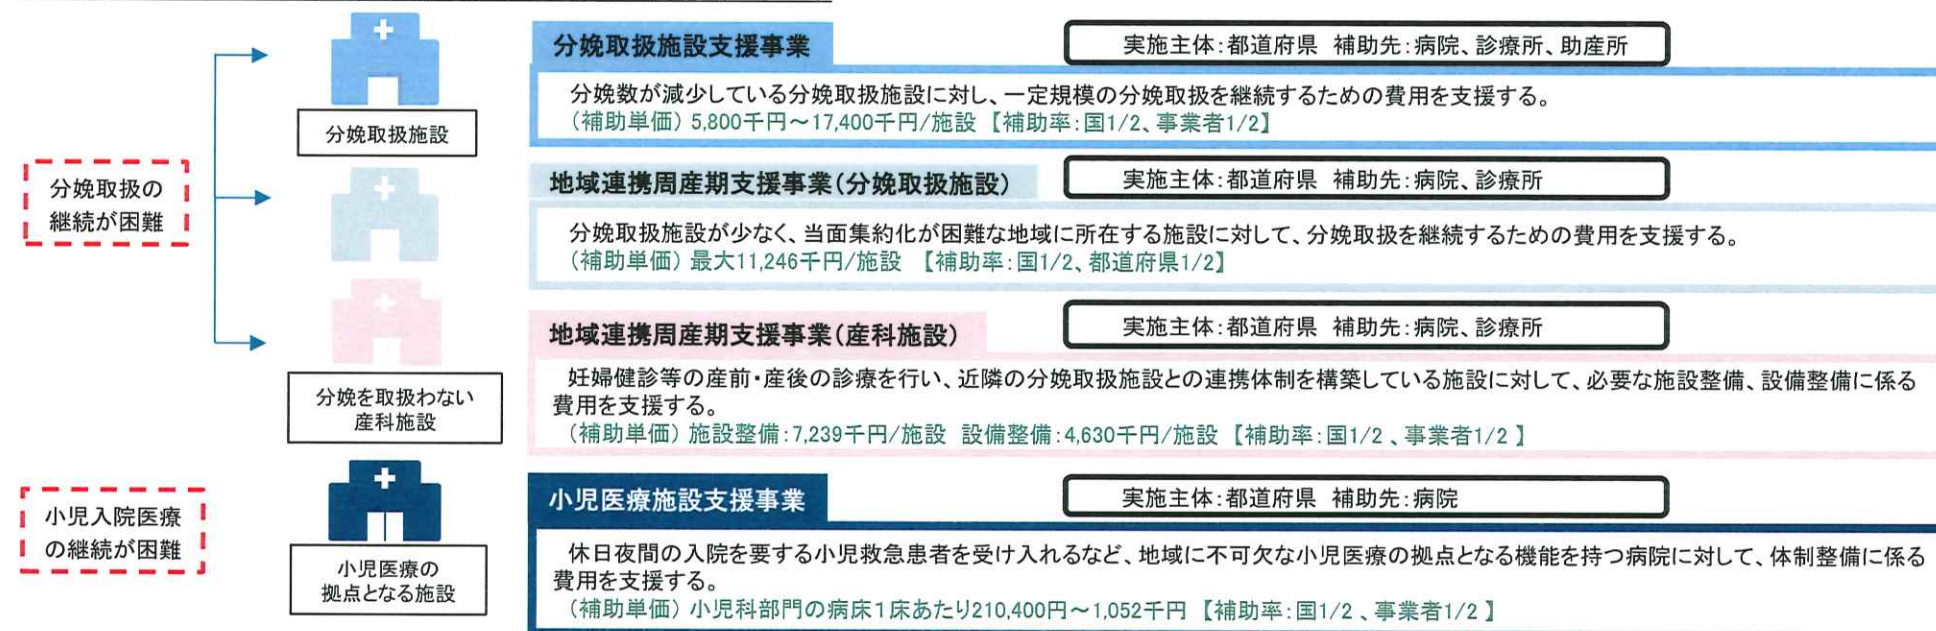 分娩取扱の
継続が困難
分娩取扱施設
分娩取扱施設支援事業
実施主体:都道府県 補助先:病院、診療所、助産所
分娩数が減少している分娩取扱施設に対し、一定規模の分娩取扱を継続するための費用を支援する。
(補助単価) 5,800千円～17,400千円/施設 【補助率:国1/2、事業者1/2】
地域連携周産期支援事業(分娩取扱施設)
実施主体:都道府県 補助先:病院、診療所
分娩取扱施設が少なく、当面集約化が困難な地域に所在する施設に対して、分娩取扱を継続するための費用を支援する。
(補助単価) 最大11,246千円/施設 【補助率:国1/2、都道府県1/2】
分娩を取扱わない
産科施設
地域連携周産期支援事業(産科施設)
実施主体:都道府県 補助先:病院、診療所
妊婦健診等の産前・産後の診療を行い、近隣の分娩取扱施設との連携体制を構築している施設に対して、必要な施設整備、設備整備に係る
費用を支援する。
(補助単価) 施設整備:7,239千円/施設 設備整備:4,630千円/施設 【補助率:国1/2 、事業者1/2 】
小児入院医療
の継続が困難
小児医療の
拠点となる施設
小児医療施設支援事業
実施主体:都道府県 補助先:病院
休日夜間の入院を要する小児救急患者を受け入れるなど、地域に不可欠な小児医療の拠点となる機能を持つ病院に対して、体制整備に係る
費用を支援する。
(補助単価) 小児科部門の病床1床あたり210,400円～1,052千円 【補助率:国1/2 、事業者1/2 】